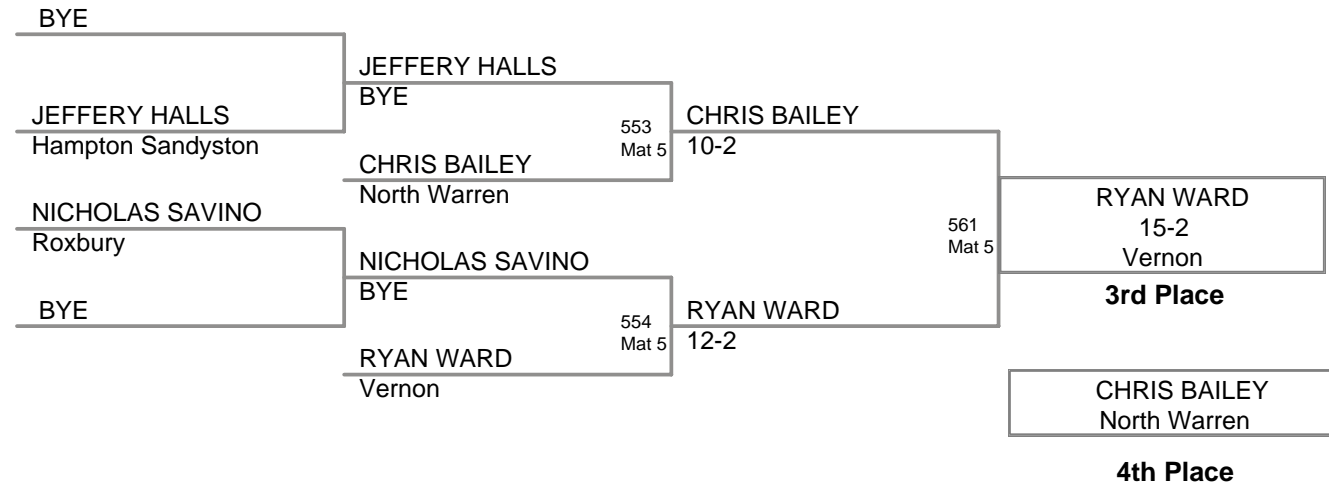 BYE
JEFFERY HALLS
BYE
JEFFERY HALLS
Hampton Sandyston
553
Mat 5
CHRIS BAILEY
10-2
CHRIS BAILEY
North Warren
NICHOLAS SAVINO
Roxbury
561
Mat 5
RYAN WARD
15-2
Vernon
3rd Place
NICHOLAS SAVINO
BYE
BYE
554
Mat 5
RYAN WARD
12-2
RYAN WARD
Vernon
CHRIS BAILEY
North Warren
4th Place